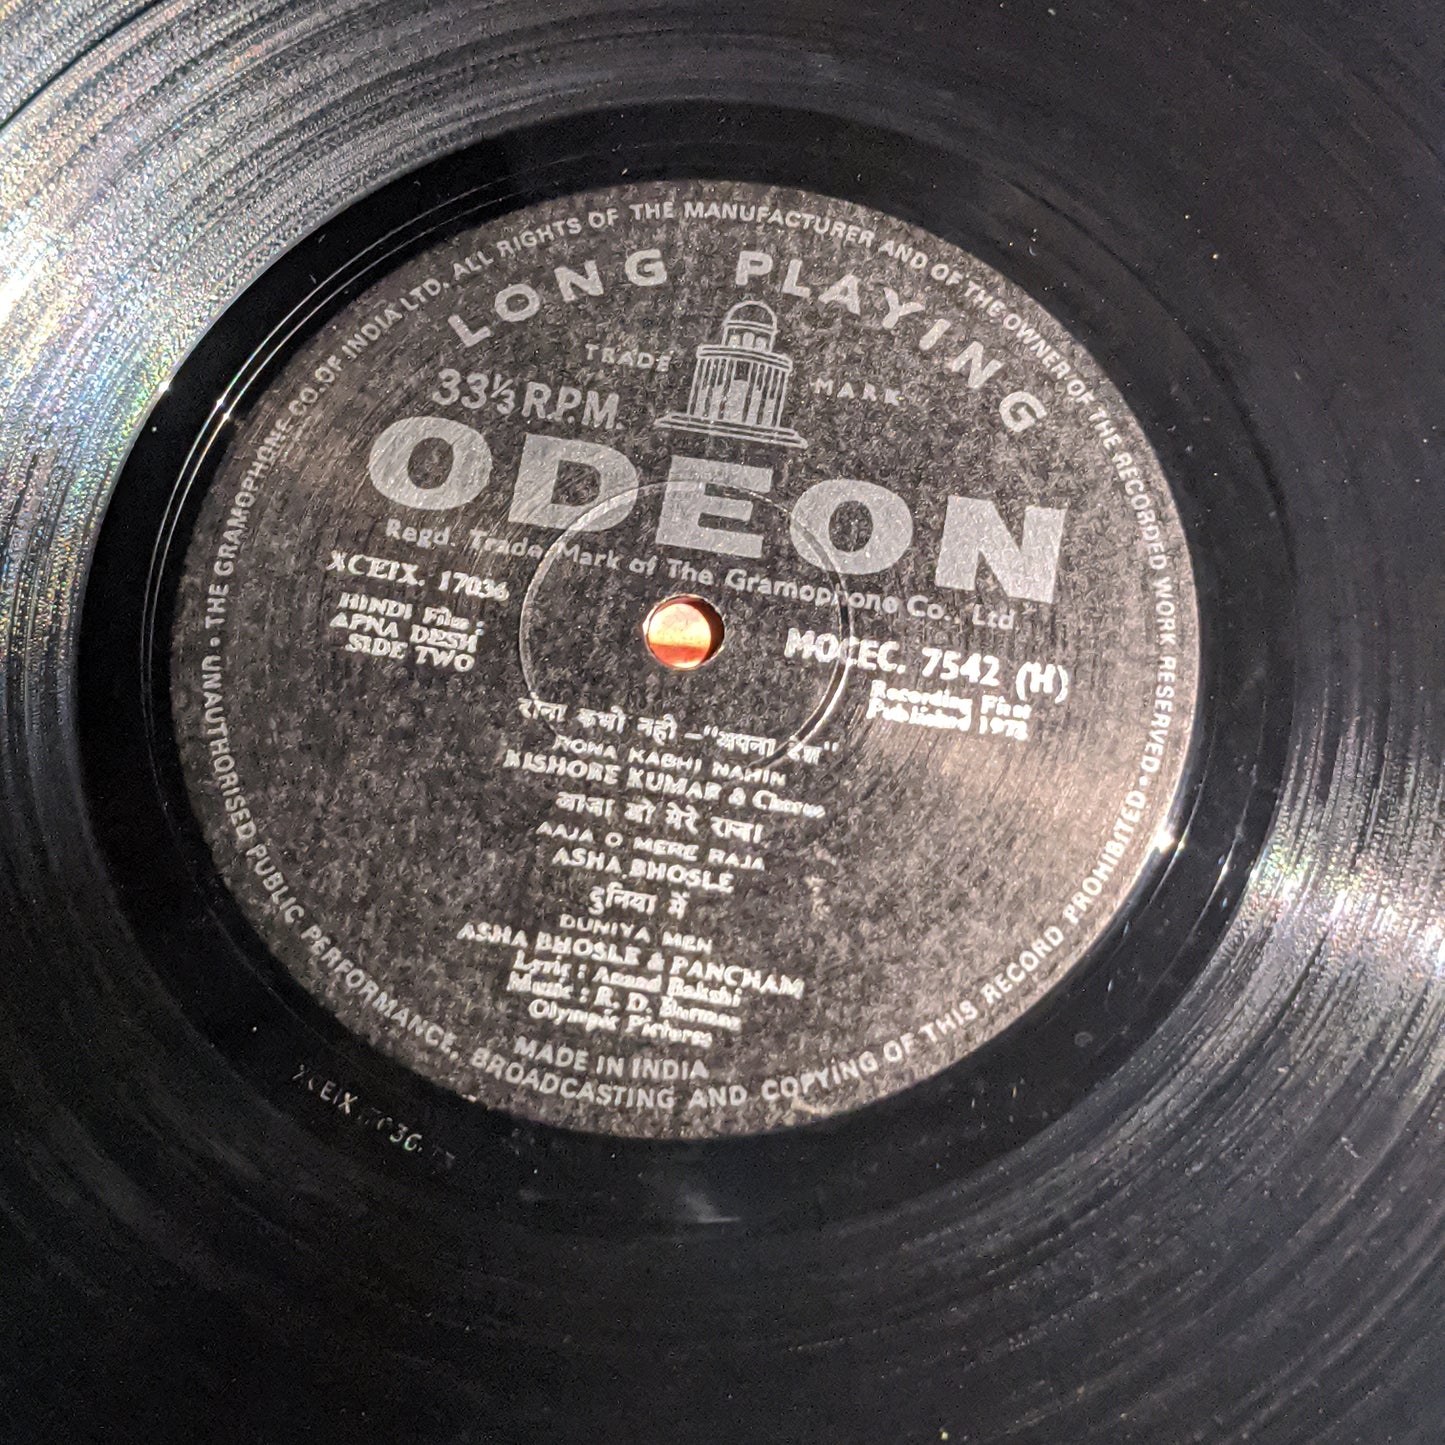 THE GRAMOPHONE CO. OF INDIA LTD. ALL RIGHTS OF THE MANUFACTURER AND OF THE OWNER OF THE RECORDED WORK RESERVED • UNAUTHORISED PUBLIC PERFORMANCE, BROADCASTING AND COPYING OF THIS RECORD PROHIBITED •
LONG PLAYING
TRADE MARK
33⅓ R.P.M.
ODEON
Regd. Trade Mark of The Gramophone Co., Ltd
XCEIX. 17036
HINDI Film :
APNA DESH
SIDE TWO
MOCEC. 7542 (H)
Recording First
Published 1972
रोना कभी नहीं –"अपना देश"
RONA KABHI NAHIN
KISHORE KUMAR & Chorus
आजा ओ मेरे राजा
AAJA O MERE RAJA
ASHA BHOSLE
दुनिया में
DUNIYA MEN
ASHA BHOSLE & PANCHAM
Lyric : Anand Bakshi
Music : R. D. Burman
Olympic Pictures
MADE IN INDIA
XCEIX